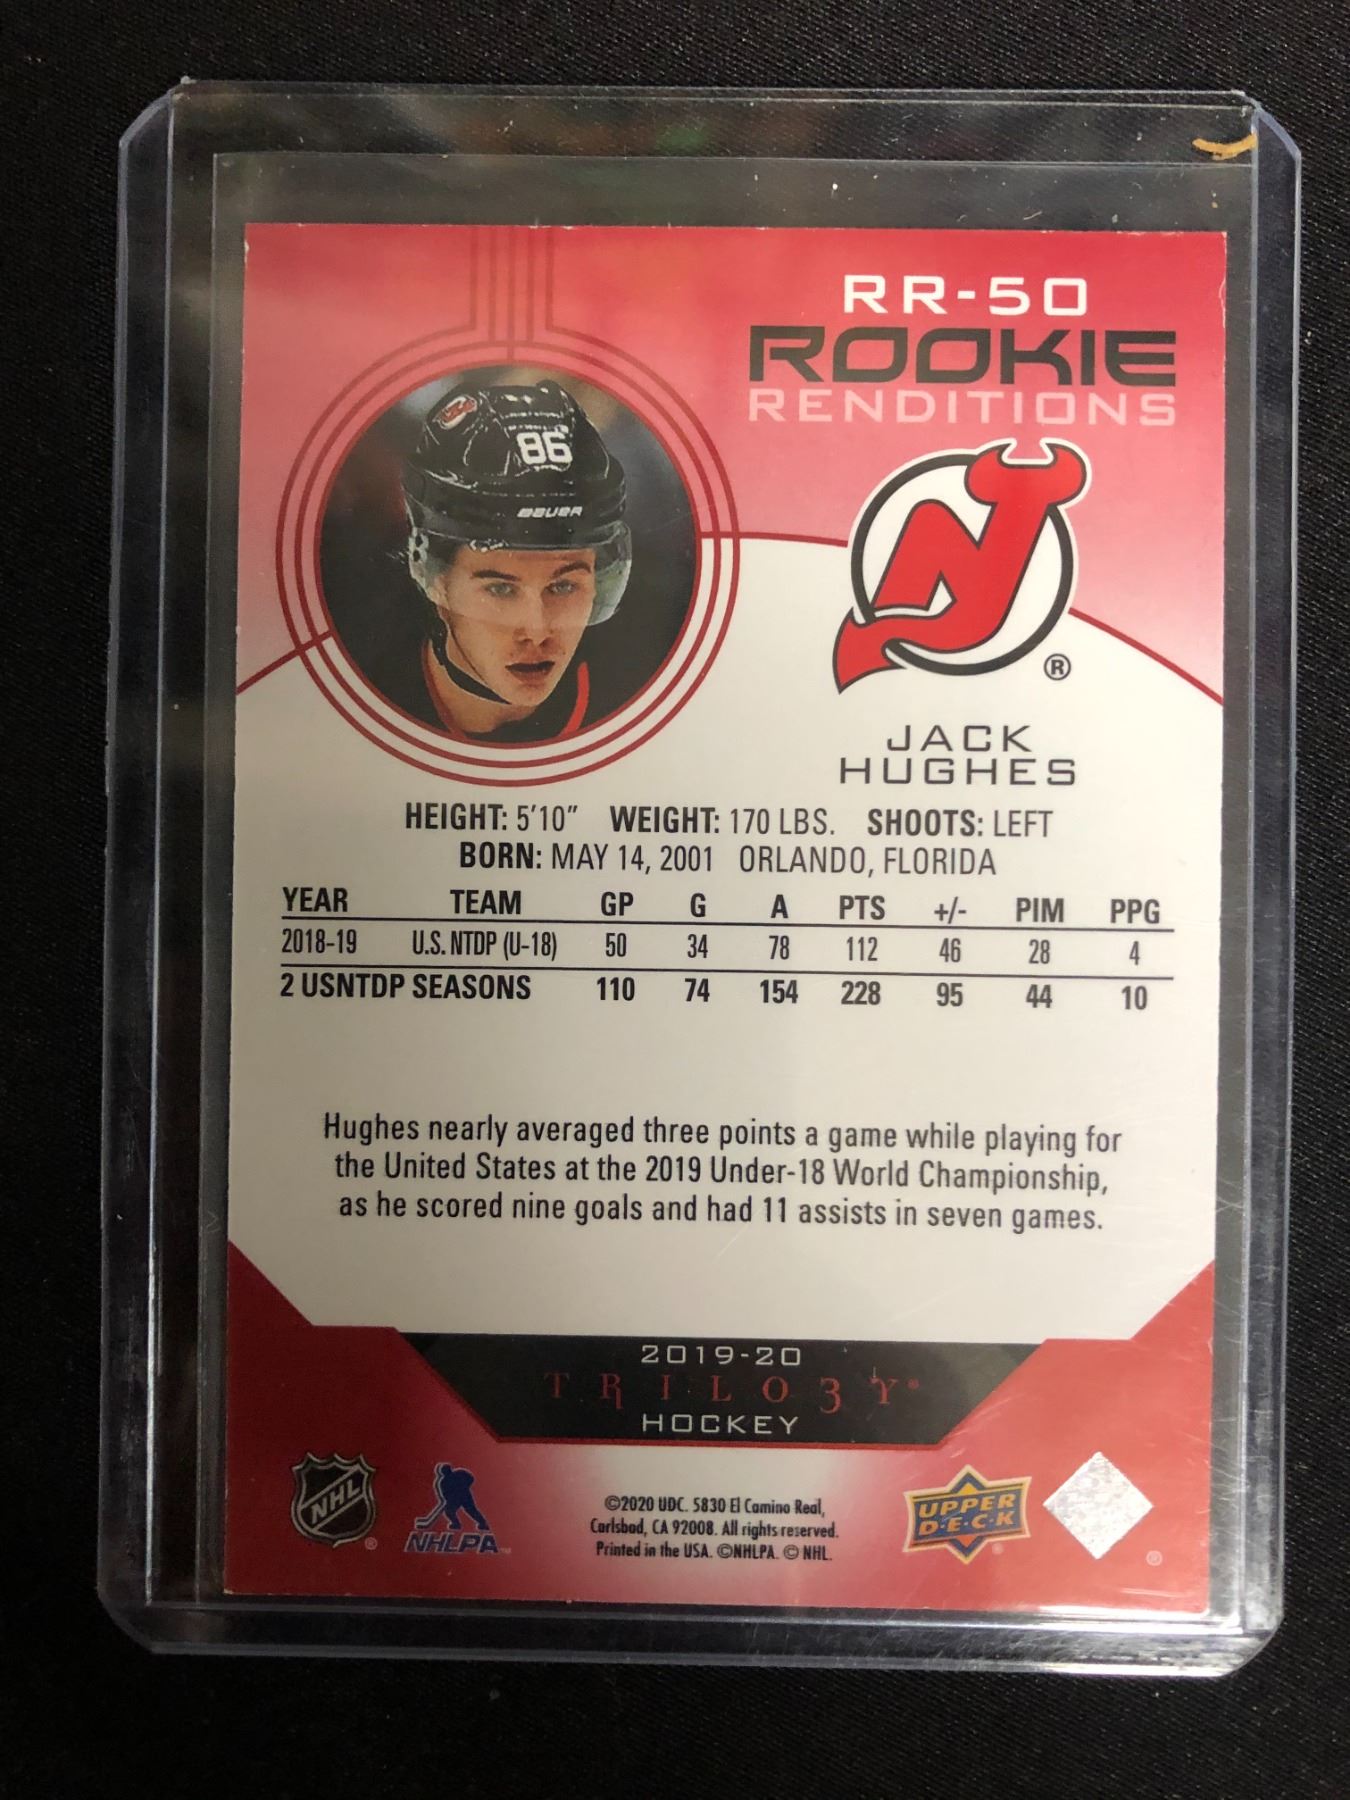 RR-50
ROOKIE
RENDITIONS
86
BAUER
NJ
®
JACK
HUGHES
HEIGHT: 5'10" WEIGHT: 170 LBS. SHOOTS: LEFT
BORN: MAY 14, 2001 ORLANDO, FLORIDA
YEAR TEAM GP G A PTS +/- PIM PPG
2018-19 U.S. NTDP (U-18) 50 34 78 112 46 28 4
2 USNTDP SEASONS 110 74 154 228 95 44 10
Hughes nearly averaged three points a game while playing for
the United States at the 2019 Under-18 World Championship,
as he scored nine goals and had 11 assists in seven games.
2019-20
TRILOGY®
HOCKEY
NHL ®
NHLPA™
©2020 UDC. 5830 El Camino Real,
Carlsbad, CA 92008. All rights reserved.
Printed in the USA. ©NHLPA. © NHL.
UPPER
D·E·C·K ®
®